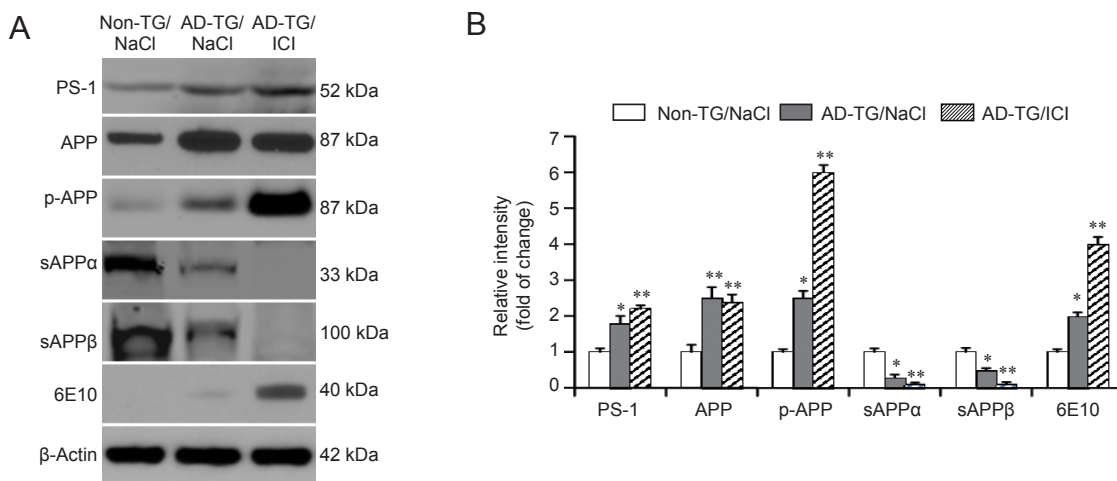 A
Non-TG/ AD-TG/ AD-TG/
NaCl NaCl ICI
PS-1 52 kDa
APP 87 kDa
p-APP 87 kDa
sAPPα 33 kDa
sAPPβ 100 kDa
6E10 40 kDa
β-Actin 42 kDa
B
Non-TG/NaCl AD-TG/NaCl AD-TG/ICI
Relative intensity
(fold of change)
7
6
5
4
3
2
1
0
* ** ** ** * ** * ** * ** * **
PS-1 APP p-APP sAPPα sAPPβ 6E10